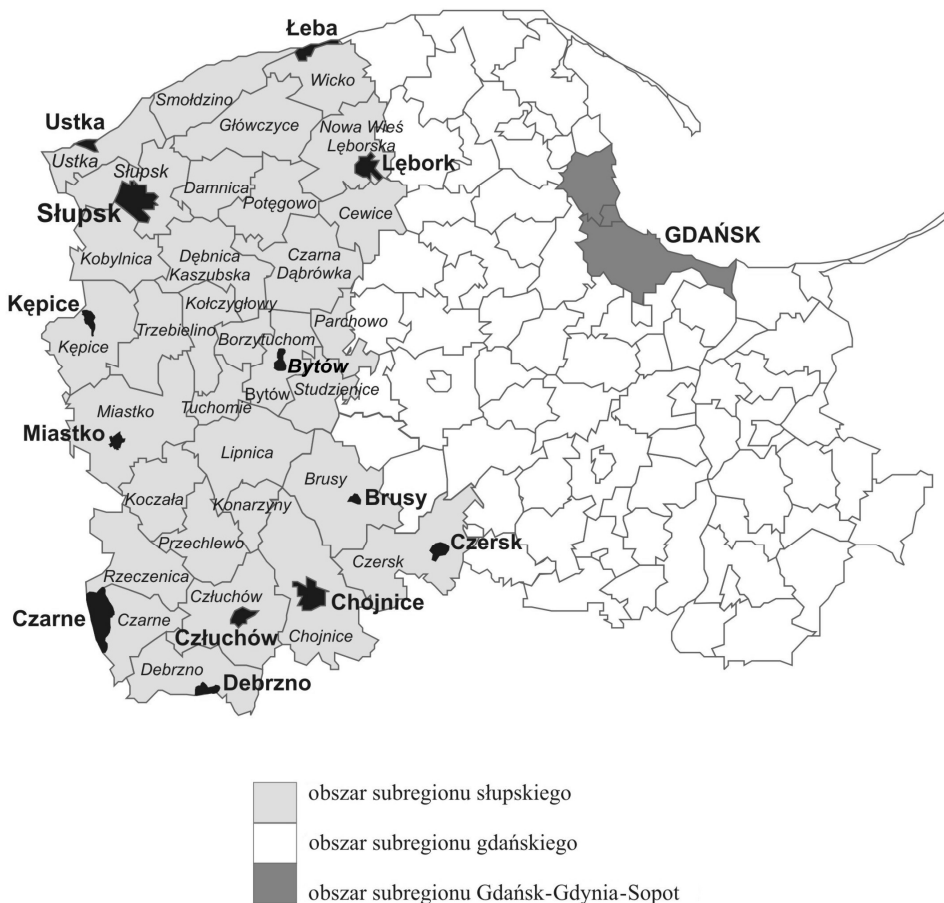 Łeba
Wicko
Smołdzino
Ustka
Główczyce
Nowa Wieś
Lęborska
Ustka
Słupsk
Lębork
Damnica
Słupsk
Potęgowo
Cewice
GDAŃSK
Kobylnica
Dębnica
Kaszubska
Czarna
Dąbrówka
Kępice
Kołczygłowy
Trzebielino
Parchowo
Borzytuchom
Kępice
Bytów
Bytów
Studzienice
Miastko
Tuchomie
Miastko
Lipnica
Brusy
Brusy
Koczała
Konarzyny
Przechlewo
Czersk
Czersk
Rzeczenica
Człuchów
Chojnice
Czarne
Czarne
Człuchów
Chojnice
Debrzno
Debrzno
obszar subregionu słupskiego
obszar subregionu gdańskiego
obszar subregionu Gdańsk-Gdynia-Sopot